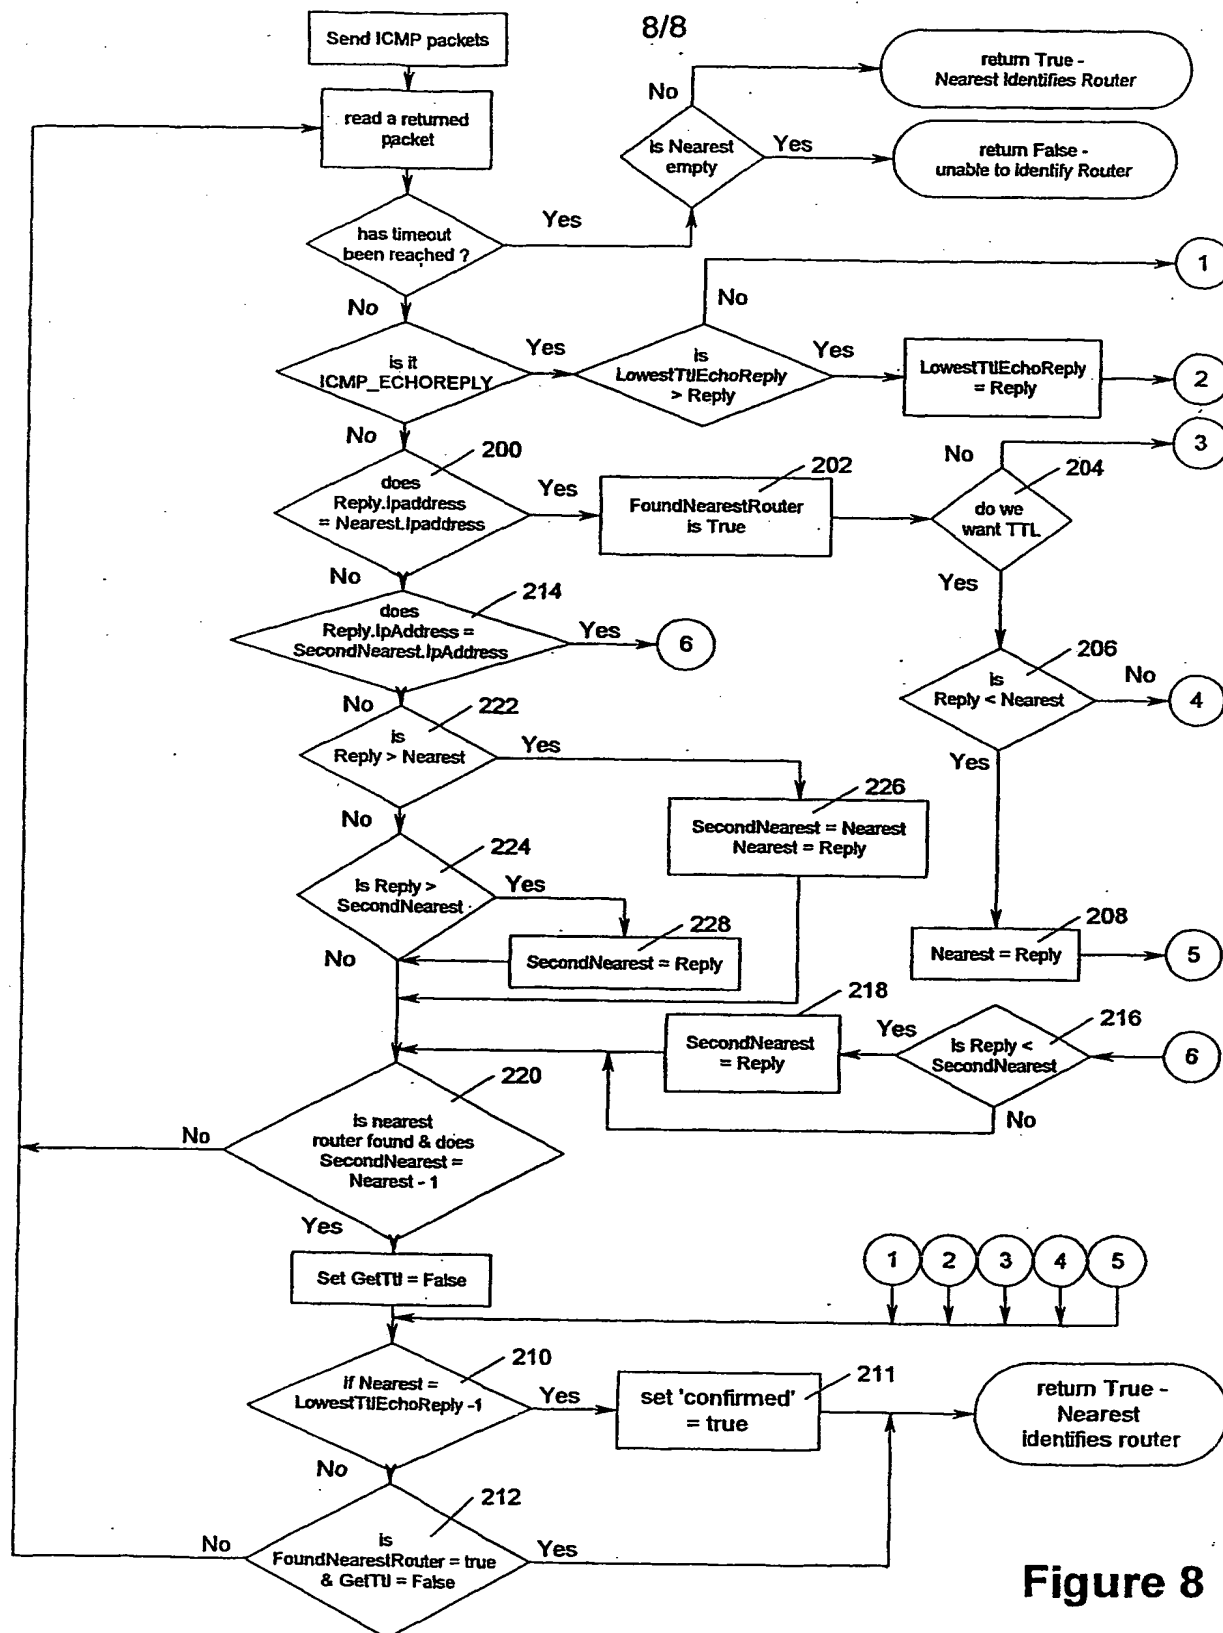 8/8
Send ICMP packets
return True -
Nearest Identifies Router
No
read a returned
packet
is Nearest
empty
Yes
return False -
unable to Identify Router
Yes
has timeout
been reached ?
1
No
No
is it
ICMP_ECHOREPLY
Yes
is
LowestTtlEchoReply
> Reply
Yes
LowestTtlEchoReply
= Reply
2
No
200
3
does
Reply.Ipaddress
= Nearest.Ipaddress
Yes
202
FoundNearestRouter
is True
No
204
do we
want TTL
No
214
Yes
does
Reply.IpAddress =
SecondNearest.IpAddress
Yes
6
206
is
Reply < Nearest
No
4
No
222
is
Reply > Nearest
Yes
Yes
226
SecondNearest = Nearest
Nearest = Reply
No
224
Is Reply >
SecondNearest
Yes
228
SecondNearest = Reply
208
Nearest = Reply
5
No
218
SecondNearest
= Reply
Yes
216
Is Reply <
SecondNearest
6
No
220
is nearest
router found & does
SecondNearest =
Nearest - 1
No
Yes
Set GetTtl = False
1
2
3
4
5
210
if Nearest =
LowestTtlEchoReply -1
Yes
211
set 'confirmed'
= true
return True -
Nearest
identifies router
No
212
is
FoundNearestRouter = true
& GetTtl = False
No
Yes
Figure 8